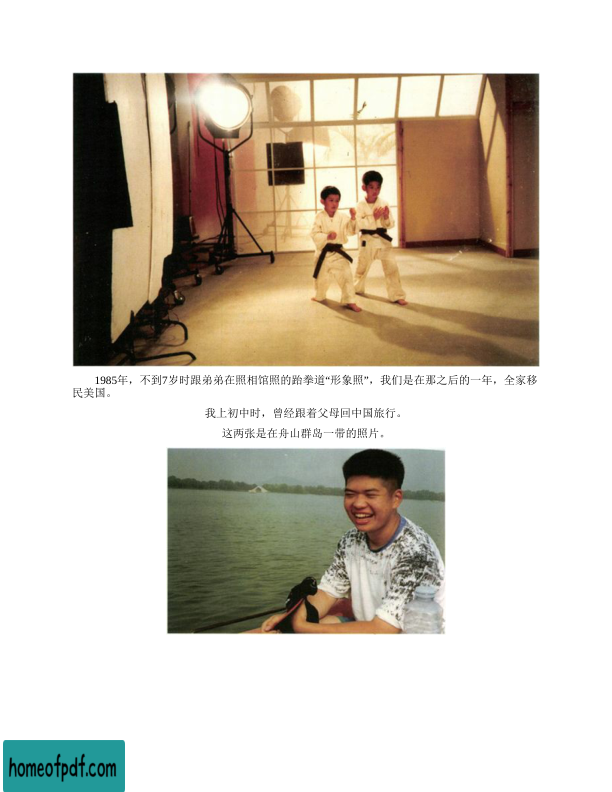 1985年，不到7岁时跟弟弟在照相馆照的跆拳道“形象照”，我们是在那之后的一年，全家移
民美国。
我上初中时，曾经跟着父母回中国旅行。
这两张是在舟山群岛一带的照片。
homeofpdf.com